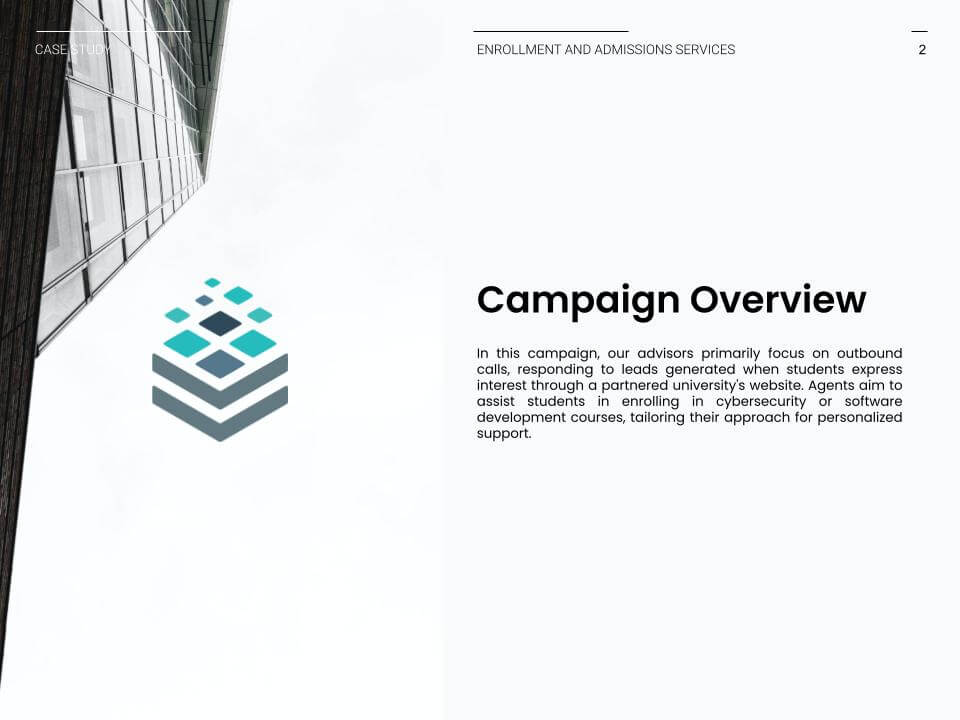 CASE STUDY
ENROLLMENT AND ADMISSIONS SERVICES
2
Campaign Overview
In this campaign, our advisors primarily focus on outbound
calls, responding to leads generated when students express
interest through a partnered university's website. Agents aim to
assist students in enrolling in cybersecurity or software
development courses, tailoring their approach for personalized
support.